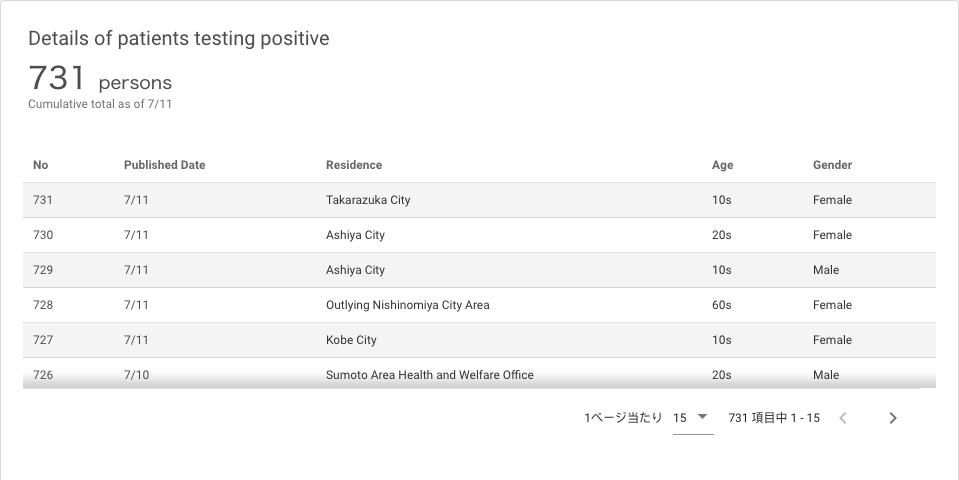 Details of patients testing positive
731 persons
Cumulative total as of 7/11
No Published Date Residence Age Gender
731 7/11 Takarazuka City 10s Female
730 7/11 Ashiya City 20s Female
729 7/11 Ashiya City 10s Male
728 7/11 Outlying Nishinomiya City Area 60s Female
727 7/11 Kobe City 10s Female
726 7/10 Sumoto Area Health and Welfare Office 20s Male
1ページ当たり 15 731 項目中 1 - 15